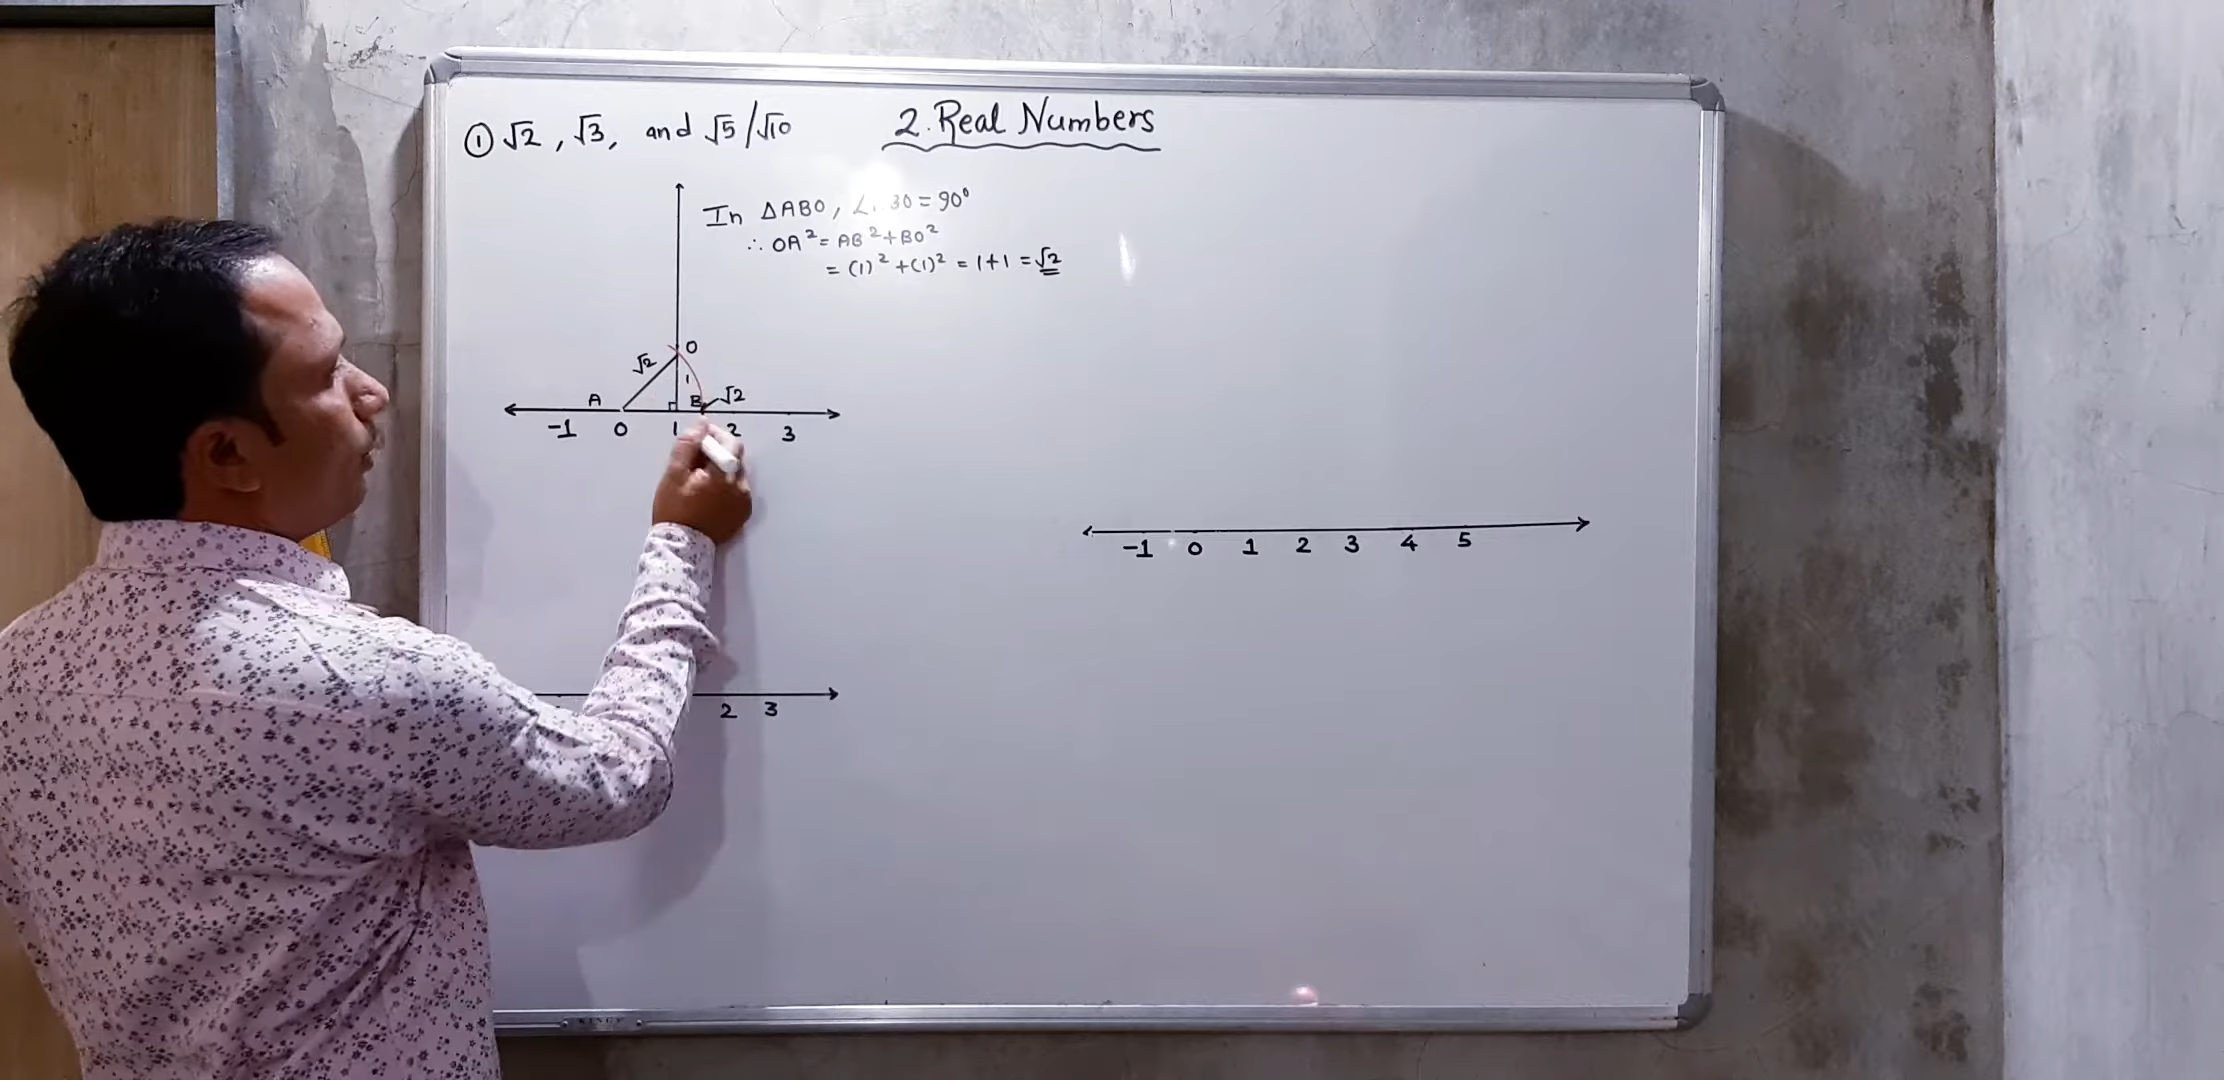 ① √2, √3, and √5/√10
2. Real Numbers
In △ABO, ∠ BO = 90°
∴ OA² = AB² + BO²
= (1)² + (1)² = 1+1 = √2
O
√2
1
A
B
√2
-1 0 1 2 3
-1 0 1 2 3 4 5
2 3